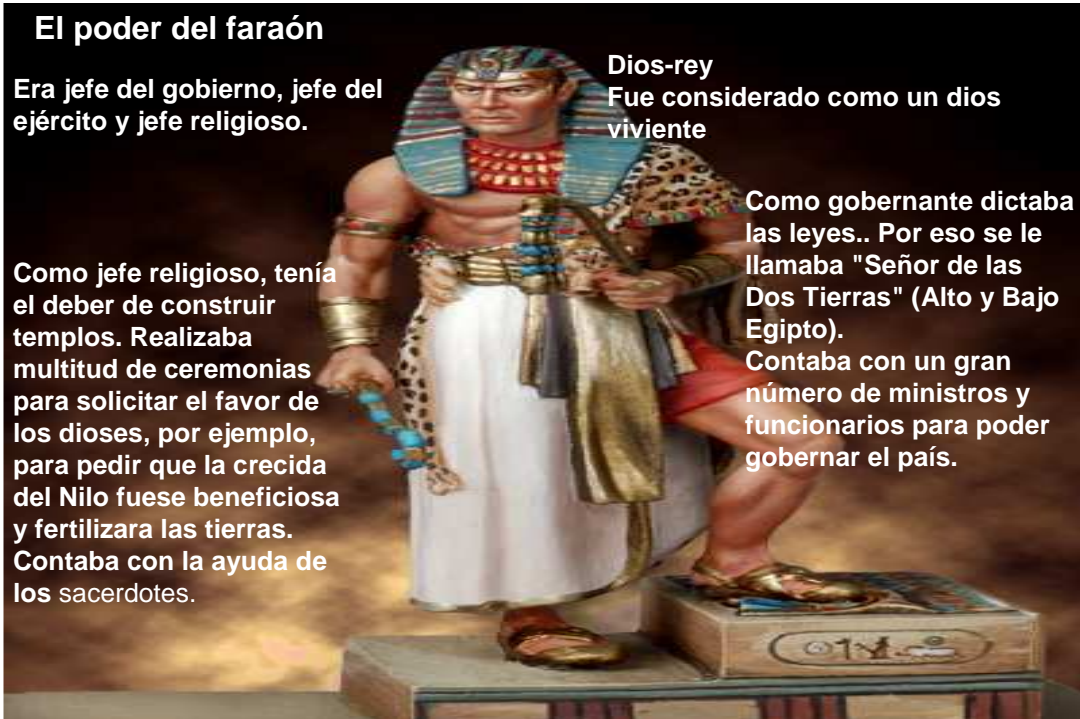 El poder del faraón
Era jefe del gobierno, jefe del
ejército y jefe religioso.
Dios-rey
Fue considerado como un dios
viviente
Como gobernante dictaba
las leyes.. Por eso se le
llamaba "Señor de las
Dos Tierras" (Alto y Bajo
Egipto).
Contaba con un gran
número de ministros y
funcionarios para poder
gobernar el país.
Como jefe religioso, tenía
el deber de construir
templos. Realizaba
multitud de ceremonias
para solicitar el favor de
los dioses, por ejemplo,
para pedir que la crecida
del Nilo fuese beneficiosa
y fertilizara las tierras.
Contaba con la ayuda de
los sacerdotes.